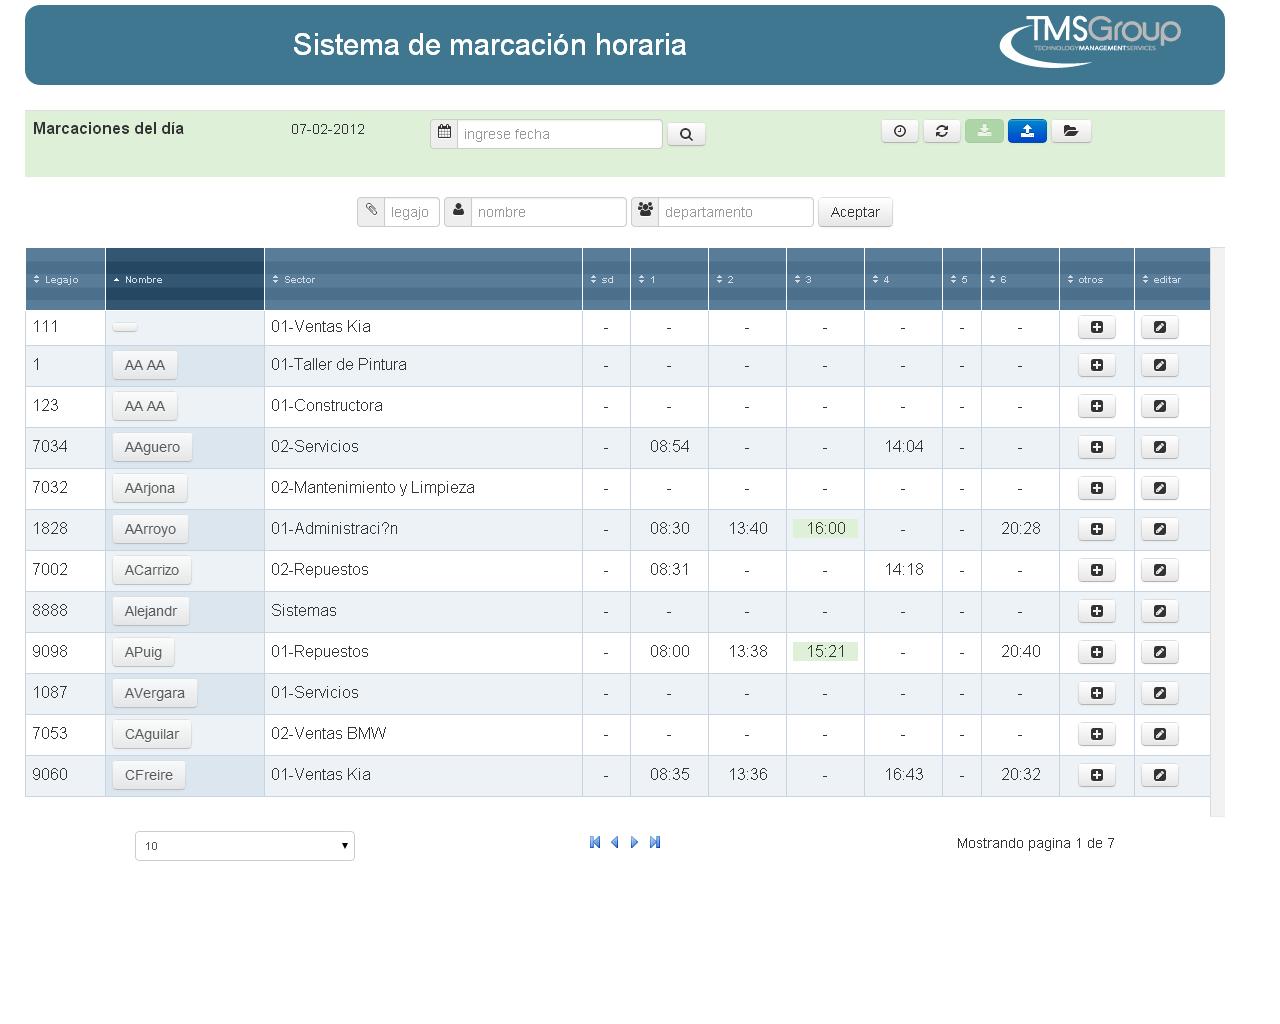 Sistema de marcación horaria
TMSGroup
TECHNOLOGYMANAGEMENTSERVICES
Marcaciones del día 07-02-2012 ingrese fecha
legajo nombre departamento Aceptar
Legajo Nombre Sector sd 1 2 3 4 5 6 otros editar
111 01-Ventas Kia - - - - - - -
1 AA AA 01-Taller de Pintura - - - - - - -
123 AA AA 01-Constructora - - - - - - -
7034 AAguero 02-Servicios - 08:54 - - 14:04 - -
7032 AArjona 02-Mantenimiento y Limpieza - - - - - - -
1828 AArroyo 01-Administraci?n - 08:30 13:40 16:00 - - 20:28
7002 ACarrizo 02-Repuestos - 08:31 - - 14:18 - -
8888 Alejandr Sistemas - - - - - - -
9098 APuig 01-Repuestos - 08:00 13:38 15:21 - - 20:40
1087 AVergara 01-Servicios - - - - - - -
7053 CAguilar 02-Ventas BMW - - - - - - -
9060 CFreire 01-Ventas Kia - 08:35 13:36 - 16:43 - 20:32
10 Mostrando pagina 1 de 7